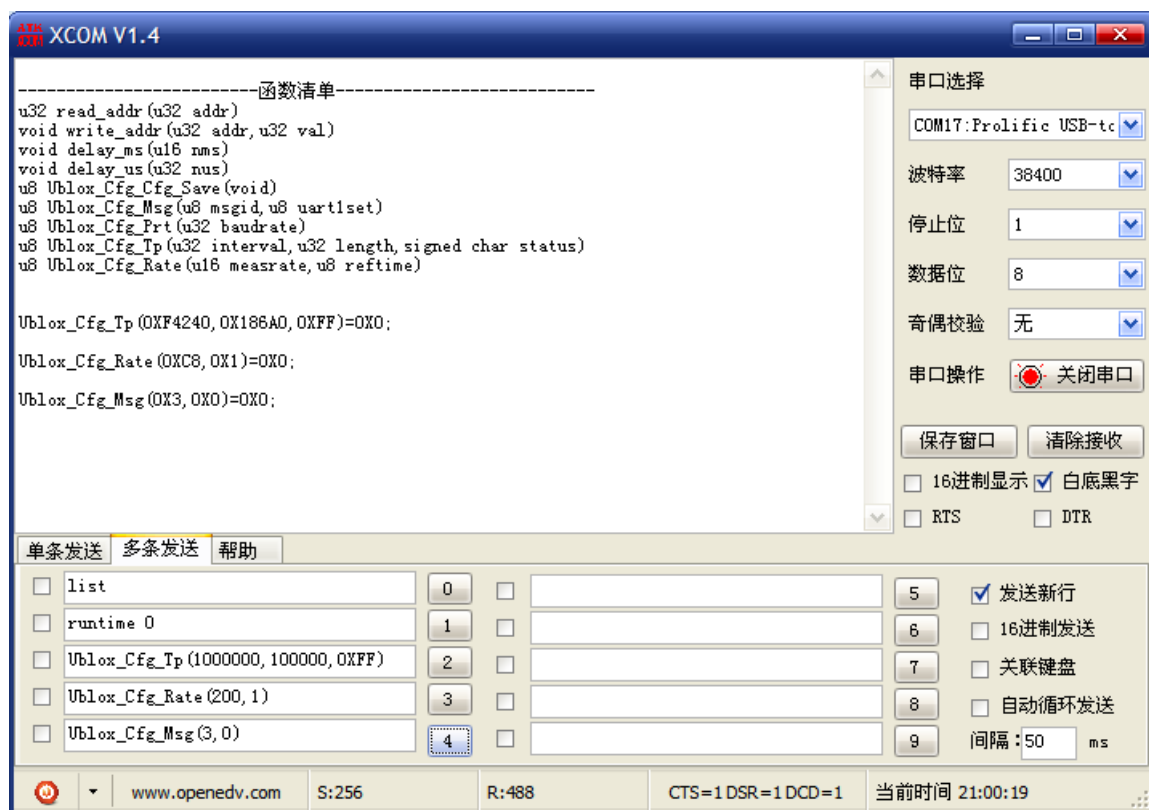 ATK
XCOM V1.4
-------------------------函数清单---------------------------
u32 read_addr(u32 addr)
void write_addr(u32 addr,u32 val)
void delay_ms(u16 nms)
void delay_us(u32 nus)
u8 Ublox_Cfg_Cfg_Save(void)
u8 Ublox_Cfg_Msg(u8 msgid,u8 uart1set)
u8 Ublox_Cfg_Prt(u32 baudrate)
u8 Ublox_Cfg_Tp(u32 interval,u32 length,signed char status)
u8 Ublox_Cfg_Rate(u16 measrate,u8 reftime)
Ublox_Cfg_Tp(0XF4240,0X186A0,0XFF)=0X0;
Ublox_Cfg_Rate(0XC8,0X1)=0X0;
Ublox_Cfg_Msg(0X3,0X0)=0X0;
串口选择
COM17:Prolific USB-to
波特率 38400
停止位 1
数据位 8
奇偶校验 无
串口操作 关闭串口
保存窗口 清除接收
16进制显示 白底黑字
RTS DTR
单条发送 多条发送 帮助
list 0 5 发送新行
runtime 0 1 6 16进制发送
Ublox_Cfg_Tp(1000000,100000,0XFF) 2 7 关联键盘
Ublox_Cfg_Rate(200,1) 3 8 自动循环发送
Ublox_Cfg_Msg(3,0) 4 9 间隔:50 ms
www.openedv.com S:256 R:488 CTS=1 DSR=1 DCD=1 当前时间 21:00:19